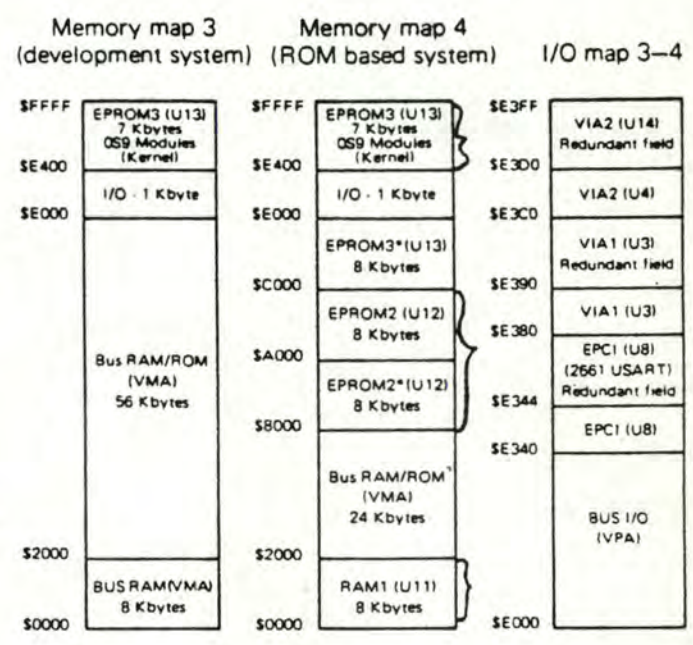 Memory map 3
(development system)
$FFFF
EPROM3 (U13)
7 Kbytes
OS9 Modules
(Kernel)
$E400
I/O - 1 Kbyte
$E000
Bus RAM/ROM
(VMA)
56 Kbytes
$2000
BUS RAM(VMA)
8 Kbytes
$0000
Memory map 4
(ROM based system)
$FFFF
EPROM3 (U13)
7 Kbytes
OS9 Modules
(Kernel)
$E400
I/O - 1 Kbyte
$E000
EPROM3*(U13)
8 Kbytes
$C000
EPROM2 (U12)
8 Kbytes
$A000
EPROM2*(U12)
8 Kbytes
$8000
Bus RAM/ROM
(VMA)
24 Kbytes
$2000
RAM1 (U11)
8 Kbytes
$0000
I/O map 3–4
$E3FF
VIA2 (U14)
Redundant field
$E3D0
VIA2 (U4)
$E3C0
VIA1 (U3)
Redundant field
$E390
VIA1 (U3)
$E380
EPCI (U8)
(2661 USART)
Redundant field
$E344
EPCI (U8)
$E340
BUS I/O
(VPA)
$E000